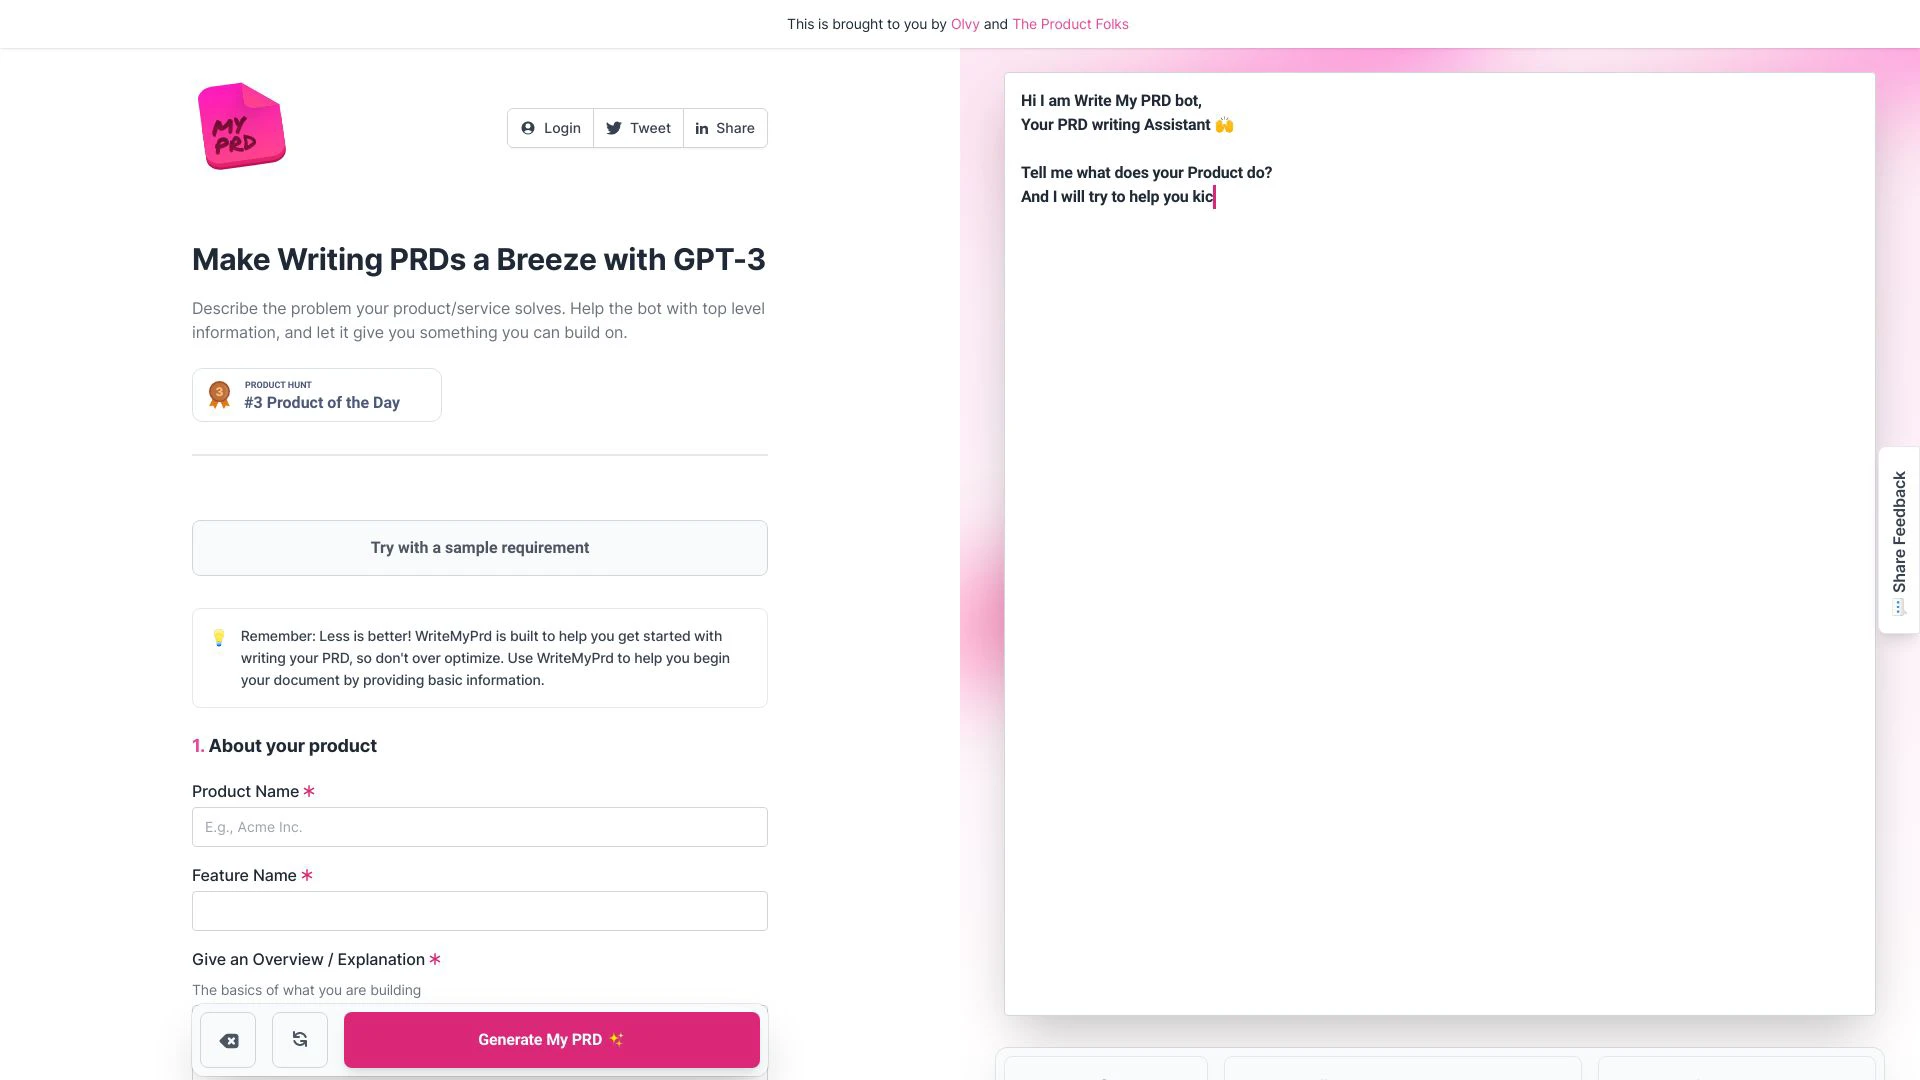 This is brought to you by Olvy and The Product Folks
MY
PRD
Login
Tweet
Share
Make Writing PRDs a Breeze with GPT-3
Describe the problem your product/service solves. Help the bot with top level
information, and let it give you something you can build on.
3
PRODUCT HUNT
#3 Product of the Day
Try with a sample requirement
💡 Remember: Less is better! WriteMyPrd is built to help you get started with
writing your PRD, so don't over optimize. Use WriteMyPrd to help you begin
your document by providing basic information.
1. About your product
Product Name *
E.g., Acme Inc.
Feature Name *
Give an Overview / Explanation *
The basics of what you are building
Generate My PRD ✨
Hi I am Write My PRD bot,
Your PRD writing Assistant 🙌
Tell me what does your Product do?
And I will try to help you kic
Share Feedback